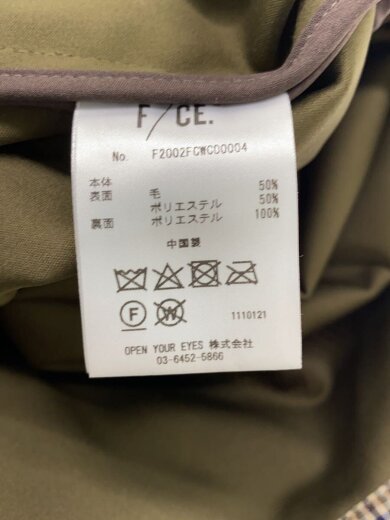 F/CE.
No. F2002FCWCD0004
本体
表面 毛 50%
ポリエステル 50%
裏面 ポリエステル 100%
中国製
F W 1110121
OPEN YOUR EYES 株式会社
03-6452-5866